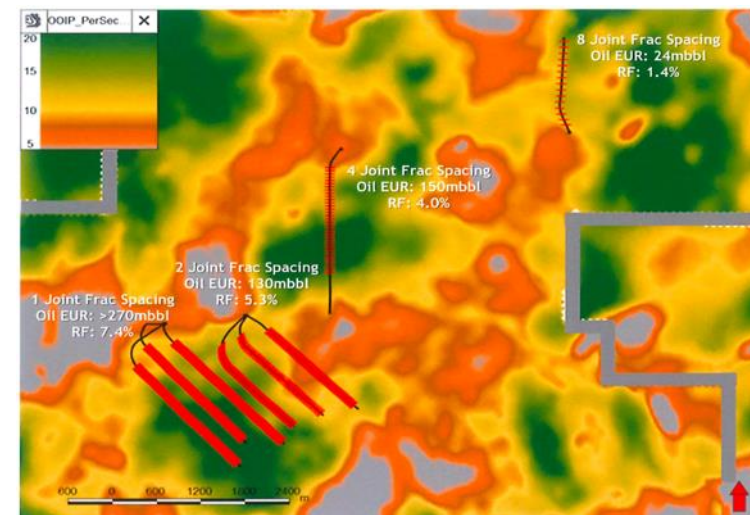 OOIP_PerSec...
20
15
10
5
8 Joint Frac Spacing
Oil EUR: 24mbbl
RF: 1.4%
4 Joint Frac Spacing
Oil EUR: 150mbbl
RF: 4.0%
2 Joint Frac Spacing
Oil EUR: 130mbbl
RF: 5.3%
1 Joint Frac Spacing
Oil EUR: >270mbbl
RF: 7.4%
600 0 600 1200 1800 2400 m